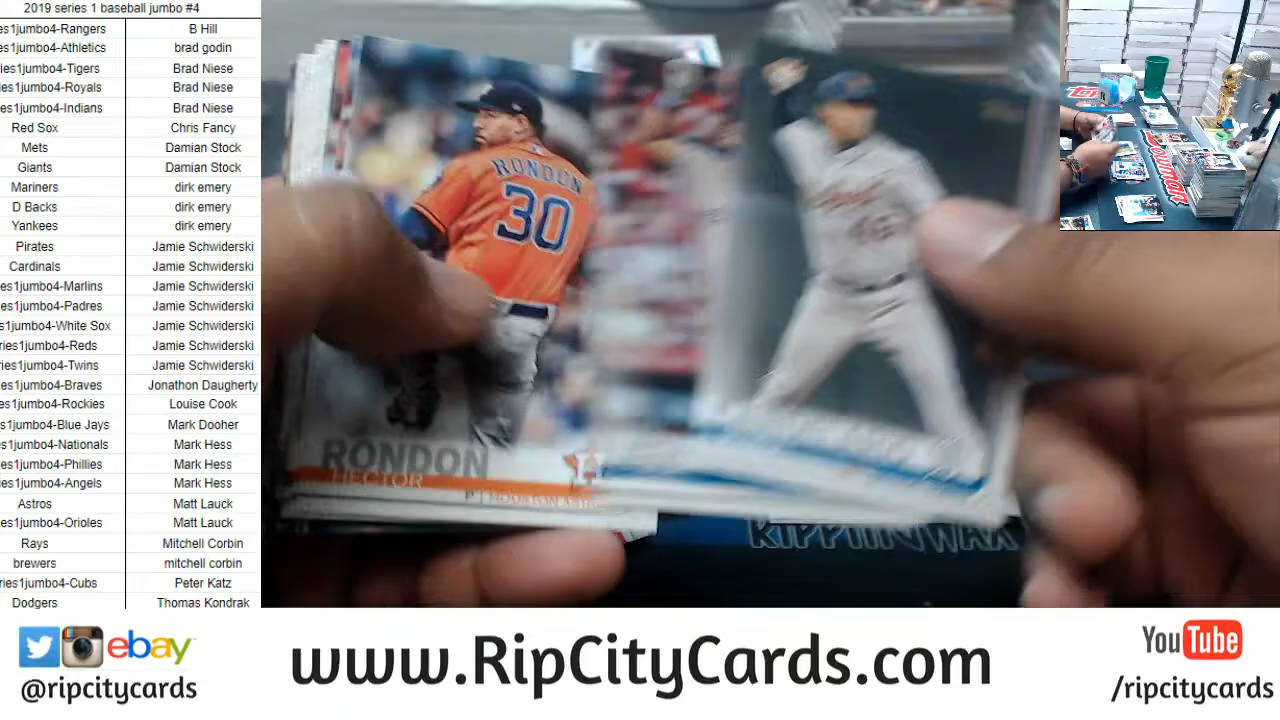 2019 series 1 baseball jumbo #4
es1jumbo4-Rangers B Hill
es1jumbo4-Athletics brad godin
ries1jumbo4-Tigers Brad Niese
ies1jumbo4-Royals Brad Niese
ies1jumbo4-Indians Brad Niese
Red Sox Chris Fancy
Mets Damian Stock
Giants Damian Stock
Mariners dirk emery
D Backs dirk emery
Yankees dirk emery
Pirates Jamie Schwiderski
Cardinals Jamie Schwiderski
es1jumbo4-Marlins Jamie Schwiderski
es1jumbo4-Padres Jamie Schwiderski
s1jumbo4-White Sox Jamie Schwiderski
ries1jumbo4-Reds Jamie Schwiderski
ries1jumbo4-Twins Jamie Schwiderski
es1jumbo4-Braves Jonathon Daugherty
es1jumbo4-Rockies Louise Cook
s1jumbo4-Blue Jays Mark Dooher
es1jumbo4-Nationals Mark Hess
es1jumbo4-Phillies Mark Hess
es1jumbo4-Angels Mark Hess
Astros Matt Lauck
es1jumbo4-Orioles Matt Lauck
Rays Mitchell Corbin
brewers mitchell corbin
ries1jumbo4-Cubs Peter Katz
Dodgers Thomas Kondrak
RONDON
30
RONDON
HECTOR
RIPPIINWAX
ebay
@ripcitycards
www.RipCityCards.com
YouTube
/ripcitycards